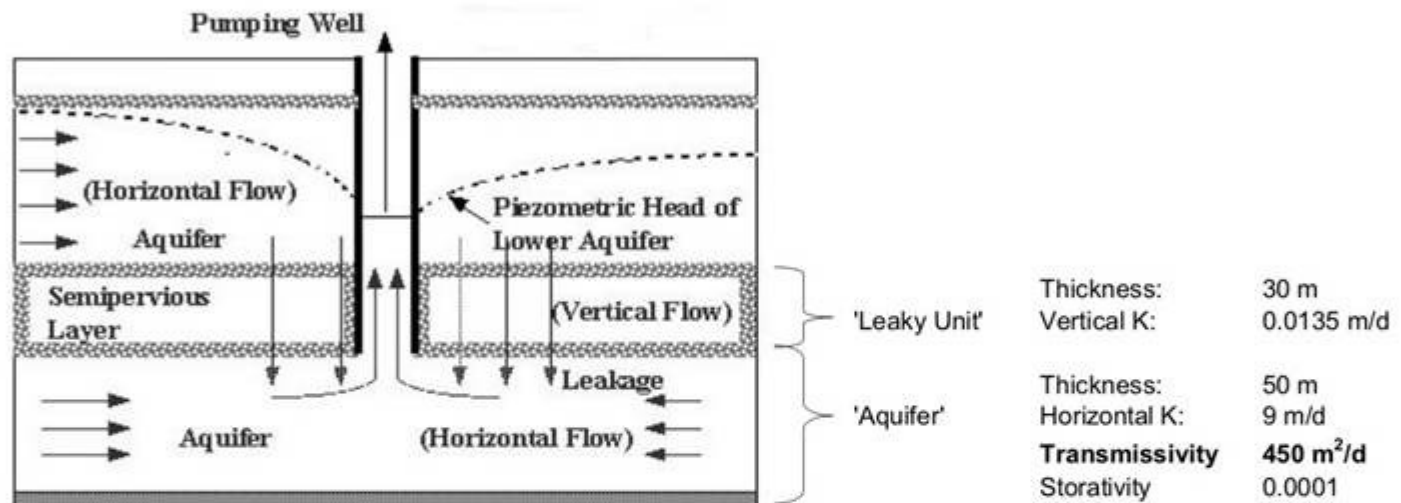 Pumping Well
(Horizontal Flow)
Aquifer
Piezometric Head of
Lower Aquifer
Semipervious
Layer
(Vertical Flow)
Leakage
Aquifer
(Horizontal Flow)
'Leaky Unit'
Thickness: 30 m
Vertical K: 0.0135 m/d
'Aquifer'
Thickness: 50 m
Horizontal K: 9 m/d
Transmissivity 450 m²/d
Storativity 0.0001